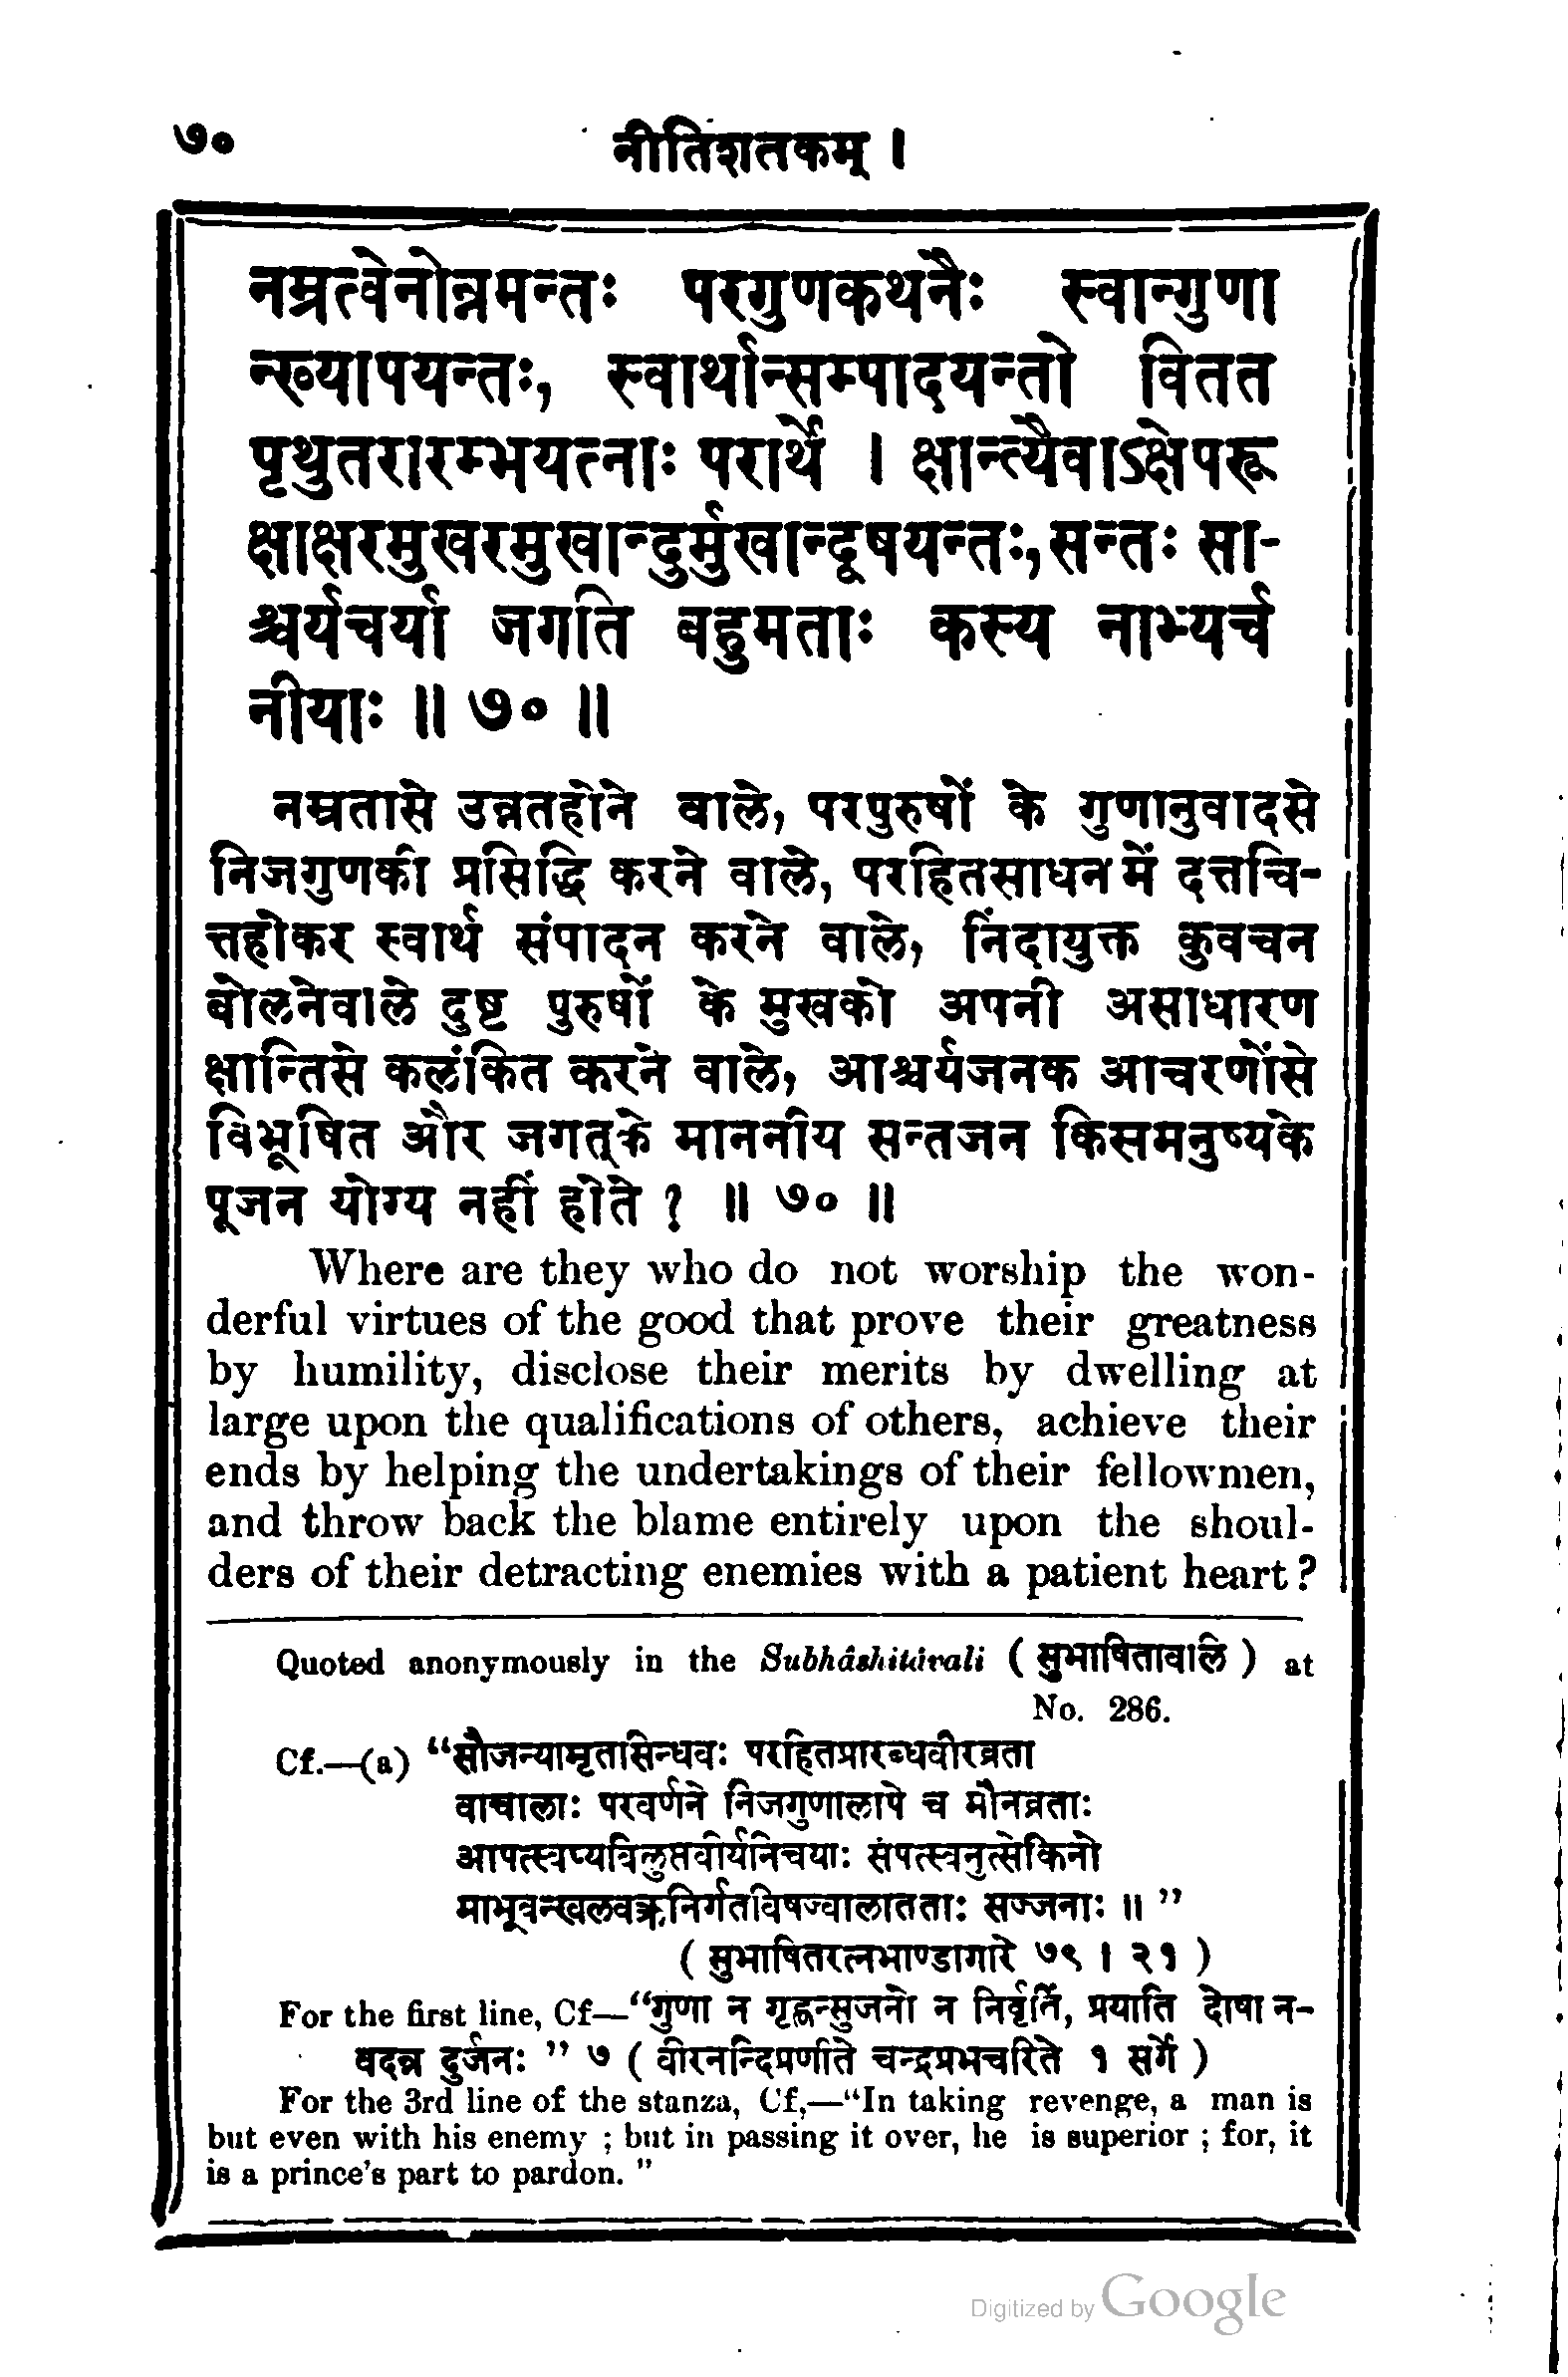 ७०
नीतिशतकम् ।
नम्रत्वेनोन्नमन्तः परगुणकथनैः स्वान्गुणा
न्ख्यापयन्तः, स्वार्थान्सम्पादयन्तो वितत
पृथुतरारम्भयत्नाः परार्थे । क्षान्त्यैवाऽक्षेपरू
क्षाक्षरमुखरमुखान्दुर्मुखान्दूषयन्तः, सन्तः सा-
श्चर्यचर्या जगति बहुमताः कस्य नाभ्यर्च
नीयाः ॥ ७० ॥
नम्रतासे उन्नतहोने वाले, परपुरुषों के गुणानुवादसे
निजगुणकी प्रसिद्धि करने वाले, परहितसाधन में दत्तचि-
त्तहोकर स्वार्थ संपादन करने वाले, निंदायुक्त कुवचन
बोलनेवाले दुष्ट पुरुषों के मुखको अपनी असाधारण
क्षान्तिसे कलंकित करने वाले, आश्चर्यजनक आचरणोंसे
विभूषित और जगत्के माननीय सन्तजन किसमनुष्यके
पूजन योग्य नहीं होते ? ॥ ७० ॥
Where are they who do not worship the won-
derful virtues of the good that prove their greatness
by humility, disclose their merits by dwelling at
large upon the qualifications of others, achieve their
ends by helping the undertakings of their fellowmen,
and throw back the blame entirely upon the shoul-
ders of their detracting enemies with a patient heart?
Quoted anonymously in the Subhâshitâvali ( सुभाषितावलि ) at
No. 286.
Cf.—(a) “सौजन्यामृतसिन्धवः परहितप्रारब्धवीरव्रता
वाचालाः परवर्णने निजगुणालापे च मौनव्रताः
आपत्स्वप्यविलुप्तवीर्यनिचयाः संपत्स्वनुत्सेकिनो
माभूवन्खलवक्त्रनिर्गतविषज्वालातताः सज्जनाः ॥ ”
( सुभाषितरत्नभाण्डागारे ७९ । २१ )
For the first line, Cf—“गुणा न गृह्णन्सुजनो न निर्वृतिं, प्रयाति देाषा न-
वदन्न दुर्जनः ” ७ ( वीरनन्दिप्रणीते चन्द्रप्रभचरिते १ सर्गे )
For the 3rd line of the stanza, Cf,—“In taking revenge, a man is
but even with his enemy ; but in passing it over, he is superior ; for, it
is a prince's part to pardon. ”
Digitized by Google